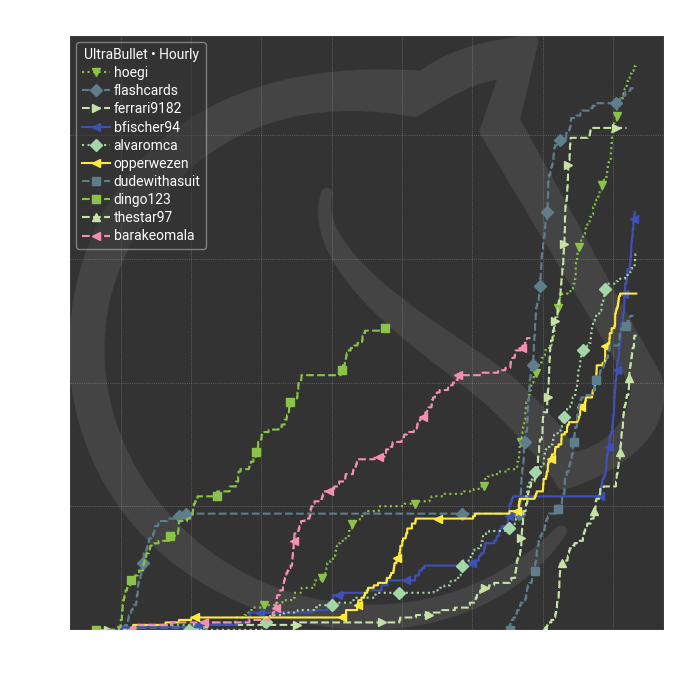 UltraBullet • Hourly
hoegi
flashcards
ferrari9182
bfischer94
alvaromca
opperwezen
dudewithasuit
dingo123
thestar97
barakeomala